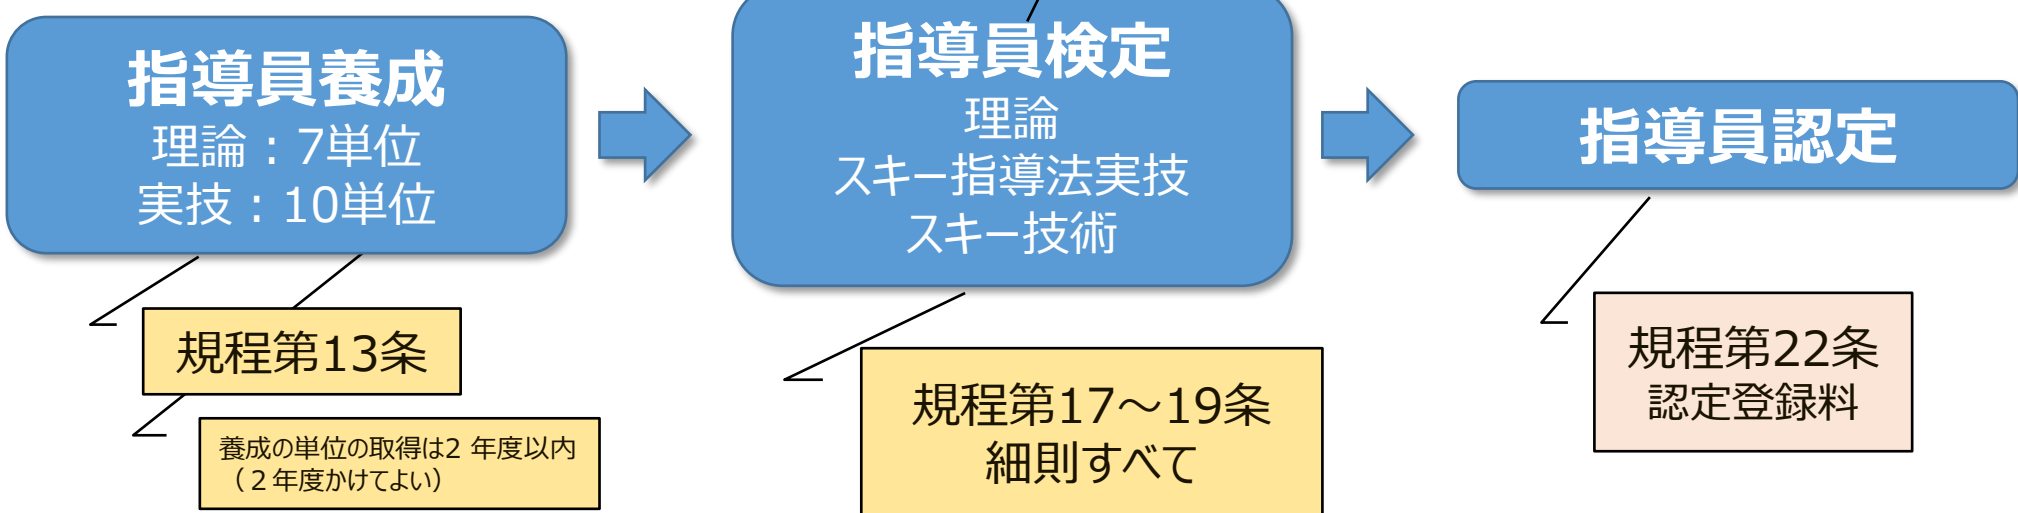 指導員養成
理論：7単位
実技：10単位
規程第13条
養成の単位の取得は2 年度以内
（２年度かけてよい）
指導員検定
理論
スキー指導法実技
スキー技術
規程第17～19条
細則すべて
指導員認定
規程第22条
認定登録料